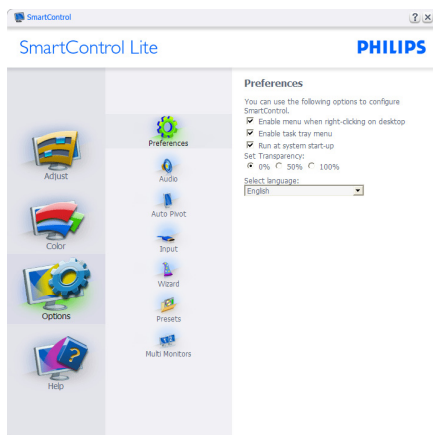 SmartControl
SmartControl Lite
PHILIPS
Adjust
Color
Options
Help
Preferences
Audio
Auto Pivot
Input
Wizard
Presets
Multi Monitors
Preferences
You can use the following options to configure
SmartControl.
Enable menu when right-clicking on desktop
Enable task tray menu
Run at system start-up
Set Transparency:
0% 50% 100%
Select language:
English